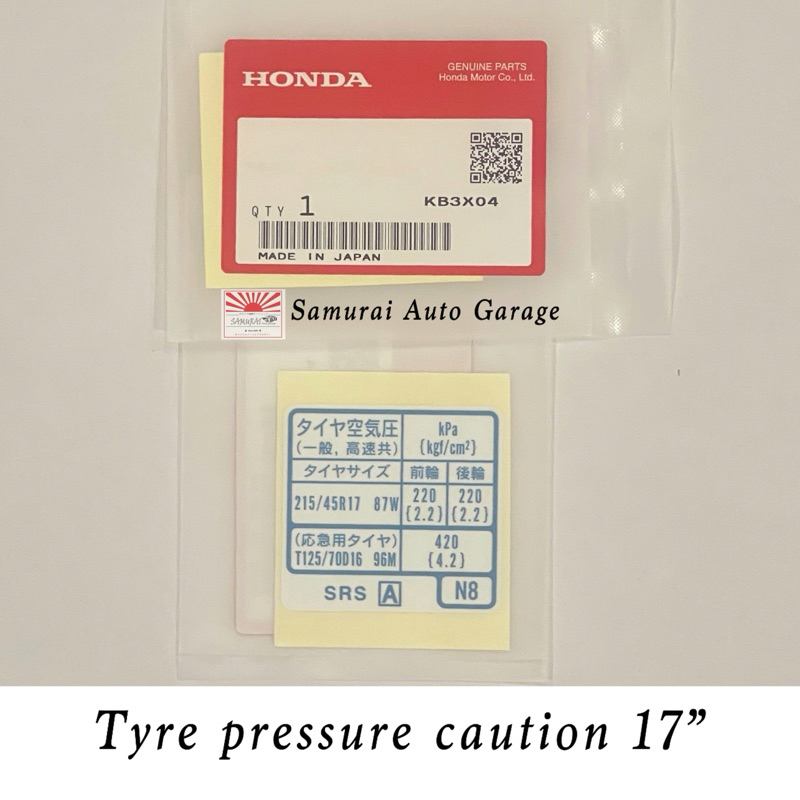 HONDA
GENUINE PARTS
Honda Motor Co., Ltd.
KB3X04
QTY 1
MADE IN JAPAN
SAMURAI
Samurai Auto Garage
タイヤ空気圧
(一般, 高速共)
kPa
{kgf/cm²}
タイヤサイズ 前輪 後輪
215/45R17 87W 220 220
{2.2} {2.2}
(応急用タイヤ) 420
T125/70D16 96M {4.2}
SRS A N8
Tyre pressure caution 17”